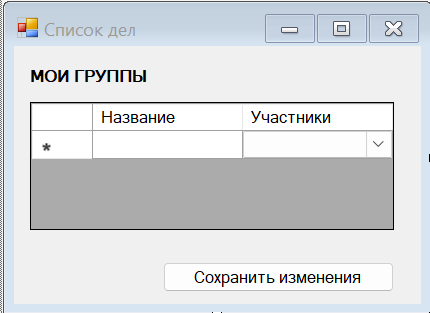 Список дел
МОИ ГРУППЫ
Название Участники
*
Сохранить изменения